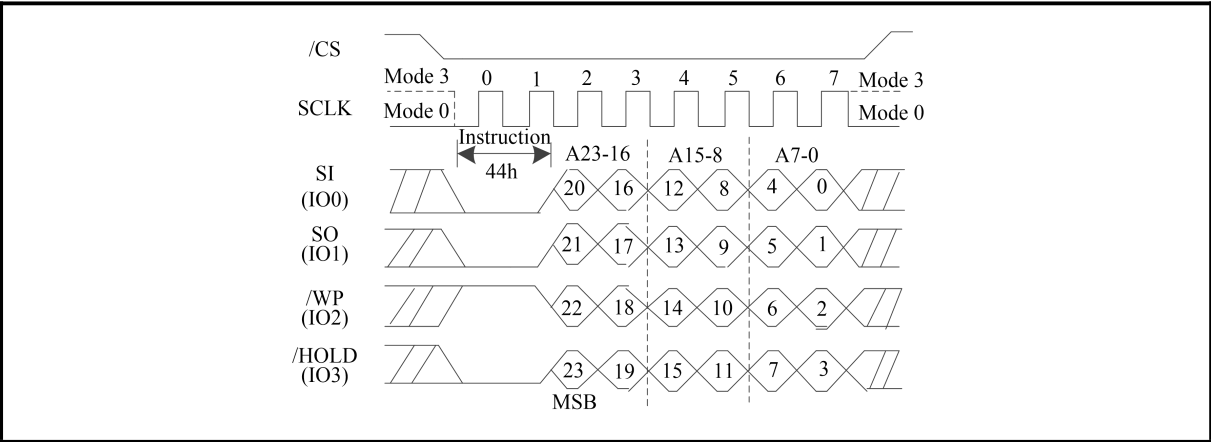 /CS
Mode 3 0 1 2 3 4 5 6 7 Mode 3
SCLK Mode 0 Mode 0
Instruction
A23-16 A15-8 A7-0
44h
SI
(IO0)
20 16 12 8 4 0
SO
(IO1)
21 17 13 9 5 1
/WP
(IO2)
22 18 14 10 6 2
/HOLD
(IO3)
23 19 15 11 7 3
MSB